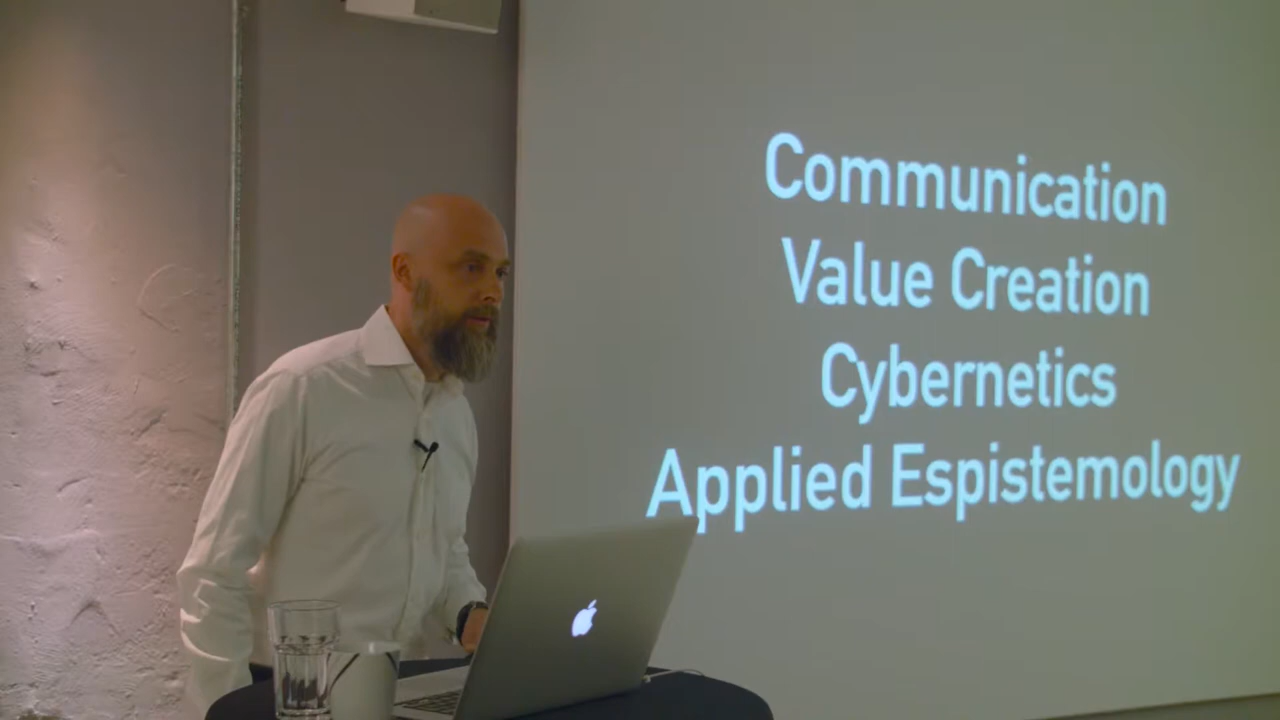 Communication
Value Creation
Cybernetics
Applied Espistemology